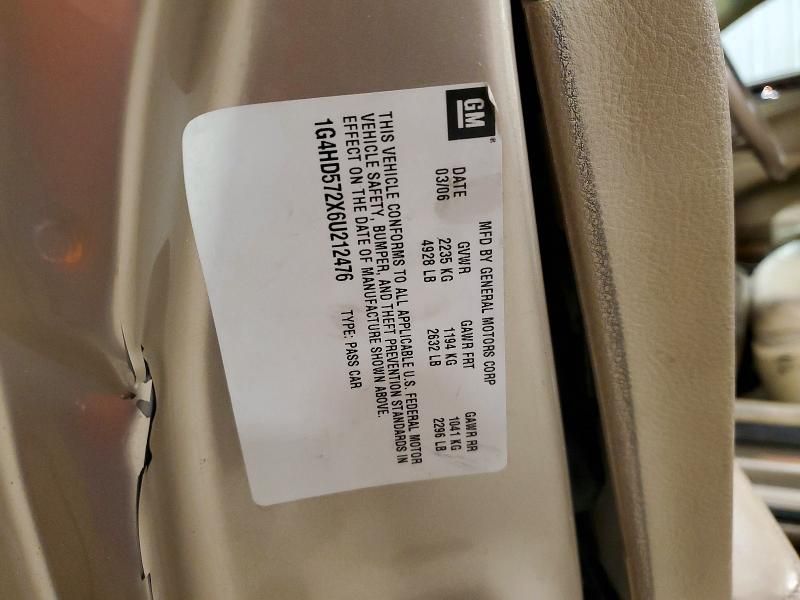 GM ®
MFD BY GENERAL MOTORS CORP
DATE GVWR GAWR FRT GAWR RR
03/06 2235 KG 1194 KG 1041 KG
4928 LB 2632 LB 2296 LB
THIS VEHICLE CONFORMS TO ALL APPLICABLE U.S. FEDERAL MOTOR
VEHICLE SAFETY, BUMPER, AND THEFT PREVENTION STANDARDS IN
EFFECT ON THE DATE OF MANUFACTURE SHOWN ABOVE.
1G4HD572X6U212476 TYPE: PASS CAR